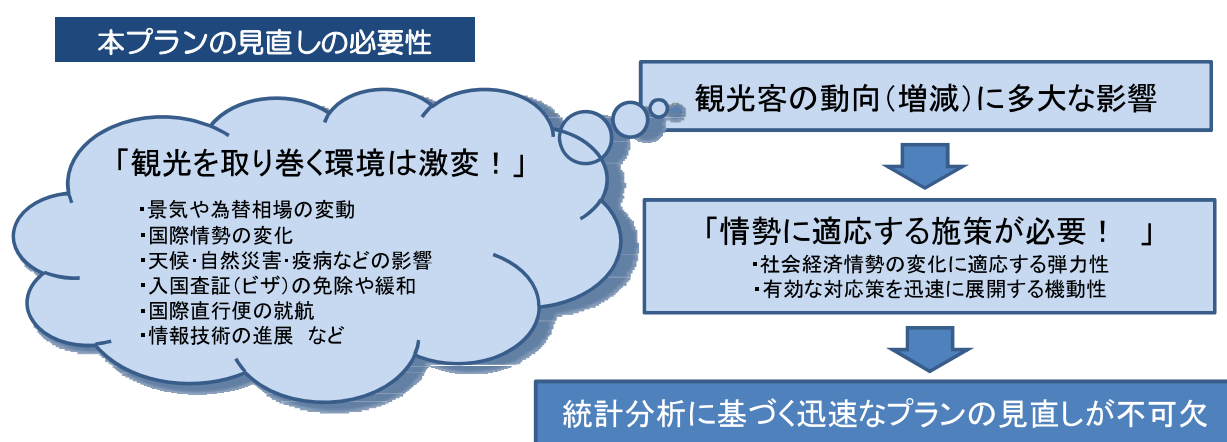 本プランの見直しの必要性
「観光を取り巻く環境は激変！」
・景気や為替相場の変動
・国際情勢の変化
・天候・自然災害・疫病などの影響
・入国査証(ビザ)の免除や緩和
・国際直行便の就航
・情報技術の進展　など
観光客の動向(増減)に多大な影響
「情勢に適応する施策が必要！　」
・社会経済情勢の変化に適応する弾力性
・有効な対応策を迅速に展開する機動性
統計分析に基づく迅速なプランの見直しが不可欠